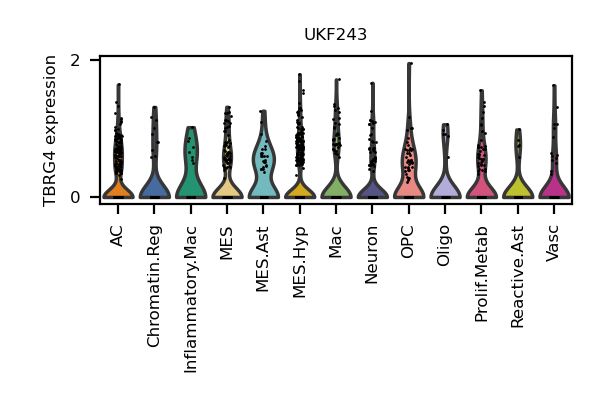 UKF243
TBRG4 expression
2
0
AC
Chromatin.Reg
Inflammatory.Mac
MES
MES.Ast
MES.Hyp
Mac
Neuron
OPC
Oligo
Prolif.Metab
Reactive.Ast
Vasc